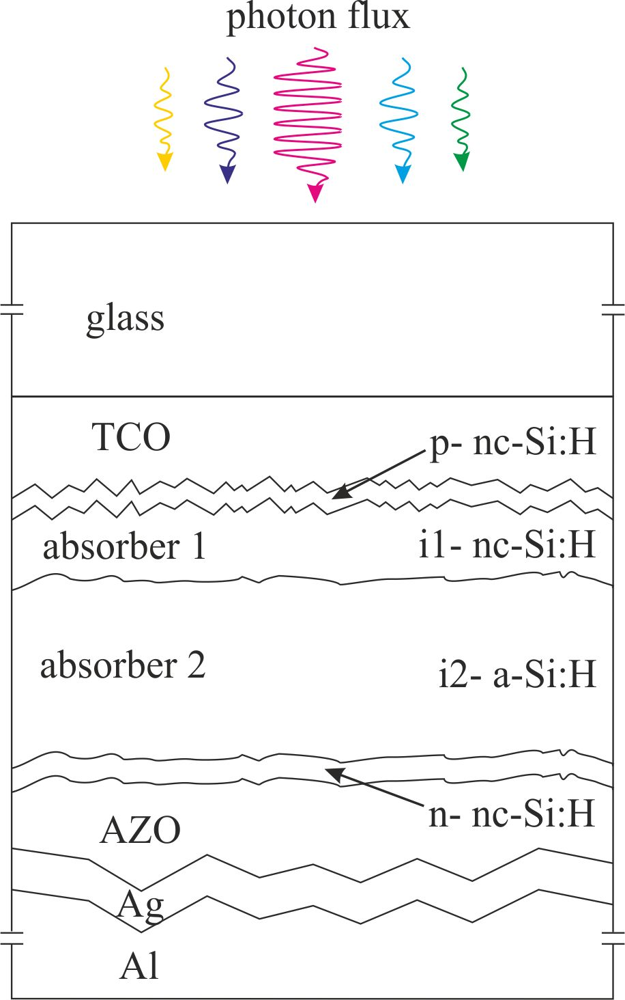 photon flux
glass
TCO
p- nc-Si:H
absorber 1
i1- nc-Si:H
absorber 2
i2- a-Si:H
n- nc-Si:H
AZO
Ag
Al